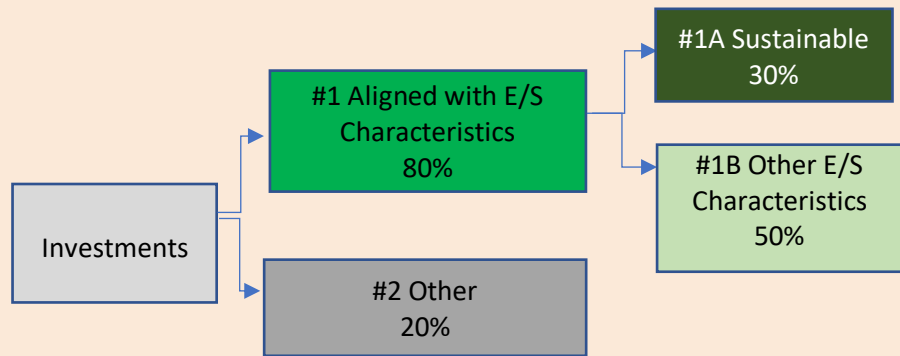 Investments
#1 Aligned with E/S
Characteristics
80%
#2 Other
20%
#1A Sustainable
30%
#1B Other E/S
Characteristics
50%